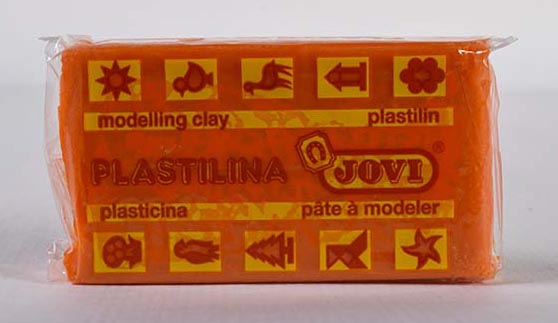 modelling clay plastilin
PLASTILINA JOVI®
plasticina pâte à modeler